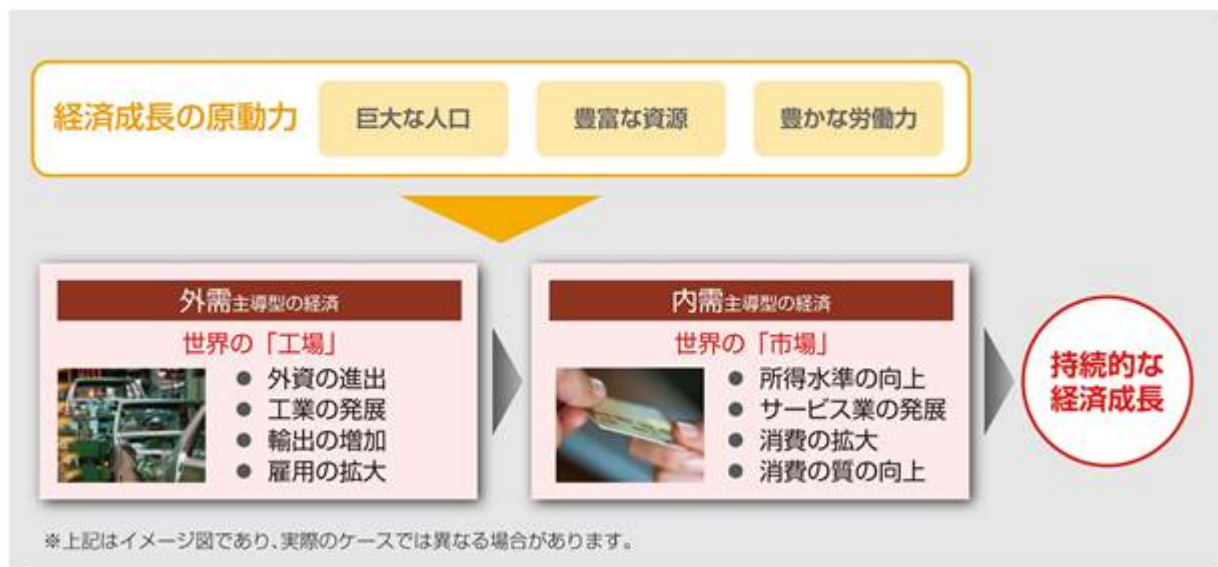 経済成長の原動力
巨大な人口
豊富な資源
豊かな労働力
外需主導型の経済
世界の「工場」
● 外資の進出
● 工業の発展
● 輸出の増加
● 雇用の拡大
内需主導型の経済
世界の「市場」
● 所得水準の向上
● サービス業の発展
● 消費の拡大
● 消費の質の向上
持続的な
経済成長
※上記はイメージ図であり、実際のケースでは異なる場合があります。